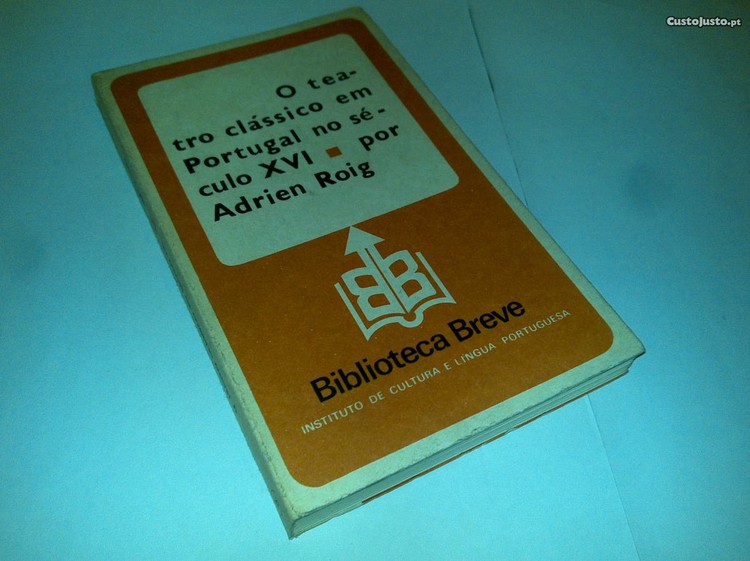 CustoJusto.pt
O tea-
tro clássico em
Portugal no sé-
culo XVI ■ por
Adrien Roig
BB
Biblioteca Breve
INSTITUTO DE CULTURA E LÍNGUA PORTUGUESA